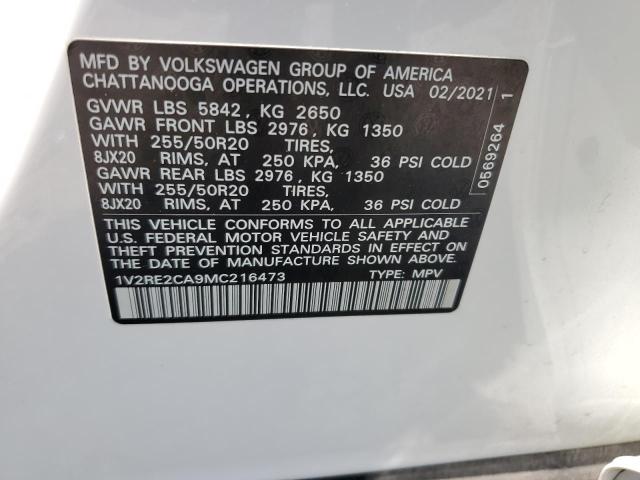 MFD BY VOLKSWAGEN GROUP OF AMERICA
CHATTANOOGA OPERATIONS, LLC. USA 02/2021
GVWR LBS 5842, KG 2650
GAWR FRONT LBS 2976, KG 1350
WITH 255/50R20 TIRES,
8JX20 RIMS, AT 250 KPA, 36 PSI COLD
GAWR REAR LBS 2976, KG 1350
WITH 255/50R20 TIRES,
8JX20 RIMS, AT 250 KPA, 36 PSI COLD
THIS VEHICLE CONFORMS TO ALL APPLICABLE
U.S. FEDERAL MOTOR VEHICLE SAFETY AND
THEFT PREVENTION STANDARDS IN EFFECT ON
THE DATE OF MANUFACTURE SHOWN ABOVE.
1V2RE2CA9MC216473 TYPE: MPV
0569264 1